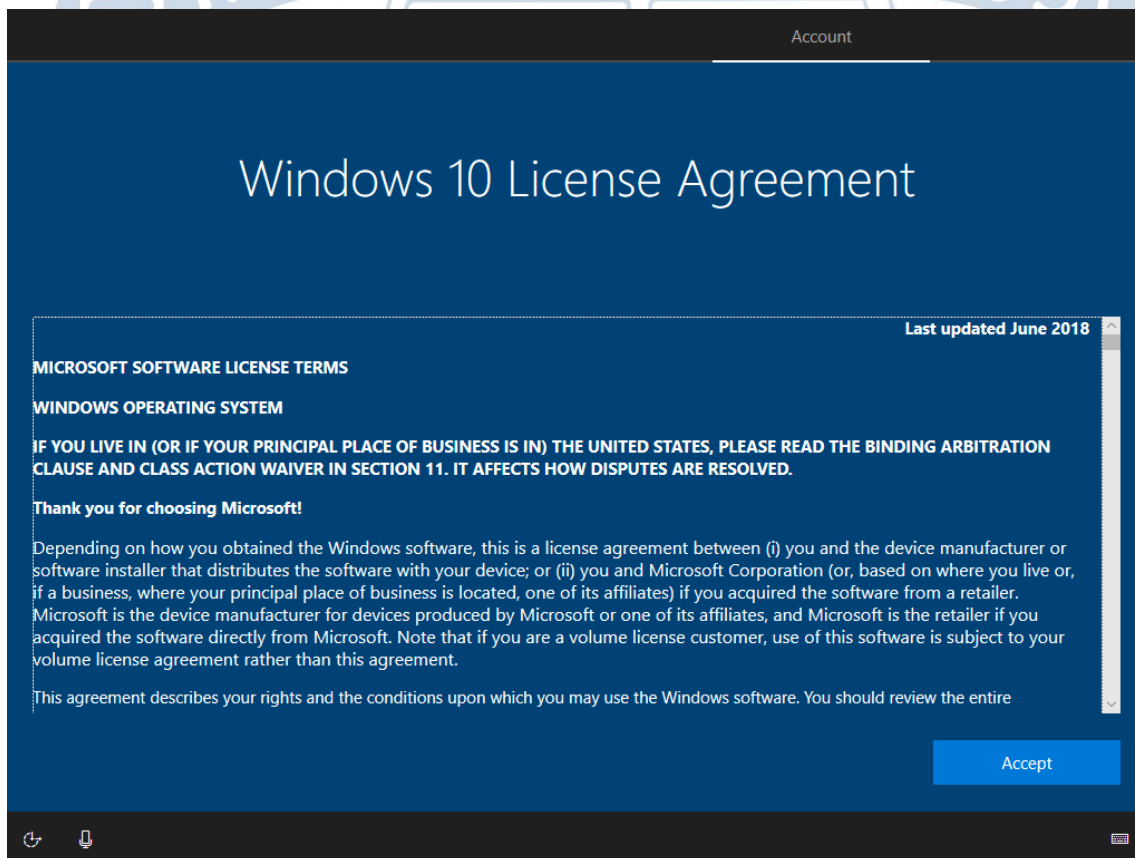 Account
Windows 10 License Agreement
Last updated June 2018
MICROSOFT SOFTWARE LICENSE TERMS
WINDOWS OPERATING SYSTEM
IF YOU LIVE IN (OR IF YOUR PRINCIPAL PLACE OF BUSINESS IS IN) THE UNITED STATES, PLEASE READ THE BINDING ARBITRATION
CLAUSE AND CLASS ACTION WAIVER IN SECTION 11. IT AFFECTS HOW DISPUTES ARE RESOLVED.
Thank you for choosing Microsoft!
Depending on how you obtained the Windows software, this is a license agreement between (i) you and the device manufacturer or
software installer that distributes the software with your device; or (ii) you and Microsoft Corporation (or, based on where you live or,
if a business, where your principal place of business is located, one of its affiliates) if you acquired the software from a retailer.
Microsoft is the device manufacturer for devices produced by Microsoft or one of its affiliates, and Microsoft is the retailer if you
acquired the software directly from Microsoft. Note that if you are a volume license customer, use of this software is subject to your
volume license agreement rather than this agreement.
This agreement describes your rights and the conditions upon which you may use the Windows software. You should review the entire
Accept